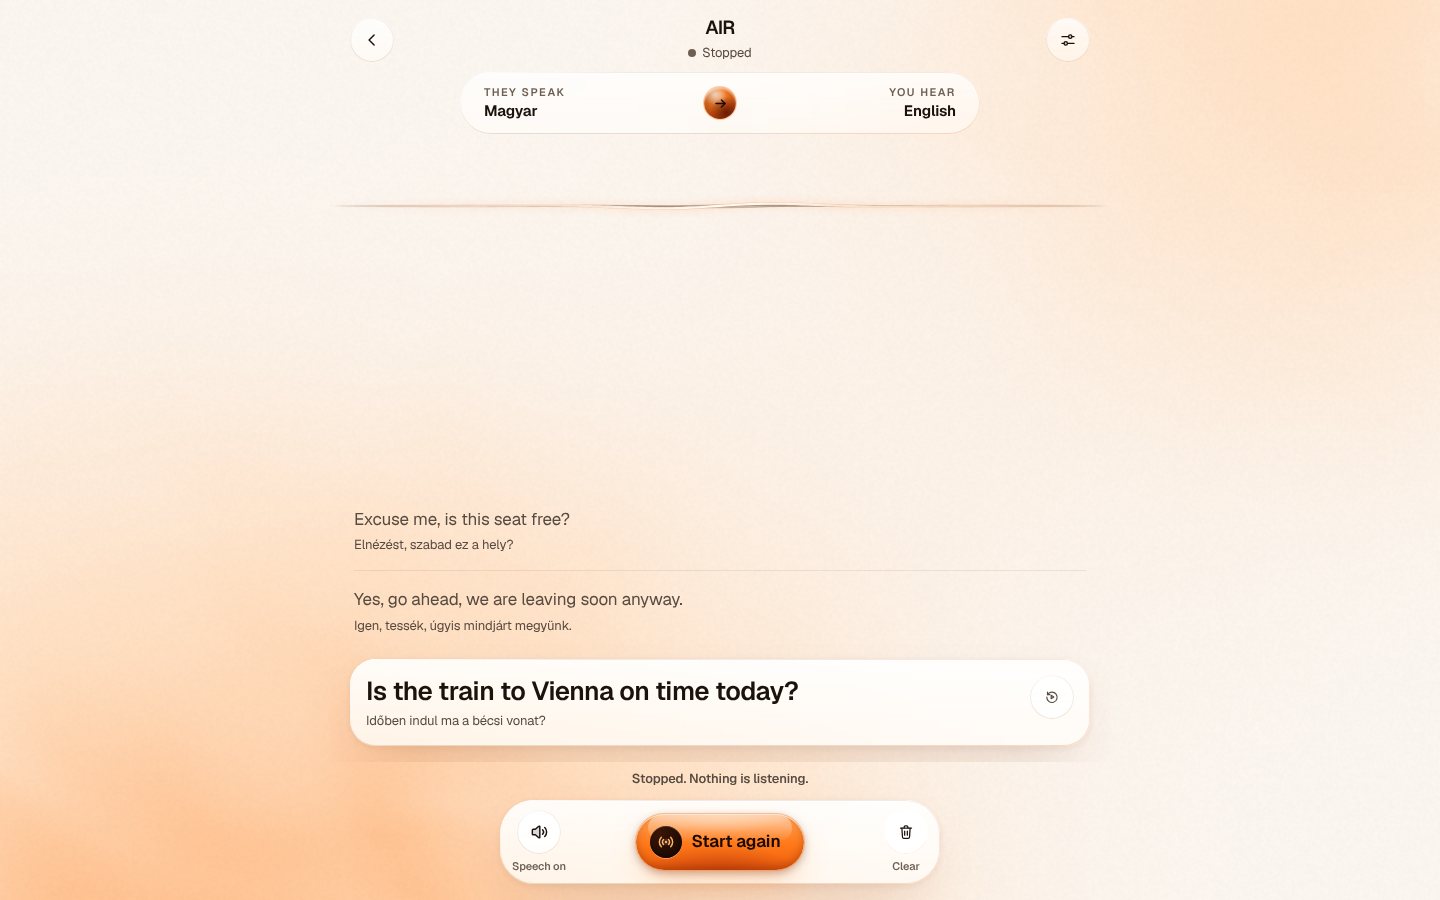 AIR
Stopped
THEY SPEAK
Magyar
YOU HEAR
English
Excuse me, is this seat free?
Elnézést, szabad ez a hely?
Yes, go ahead, we are leaving soon anyway.
Igen, tessék, úgyis mindjárt megyünk.
Is the train to Vienna on time today?
Időben indul ma a bécsi vonat?
Stopped. Nothing is listening.
Speech on
Start again
Clear